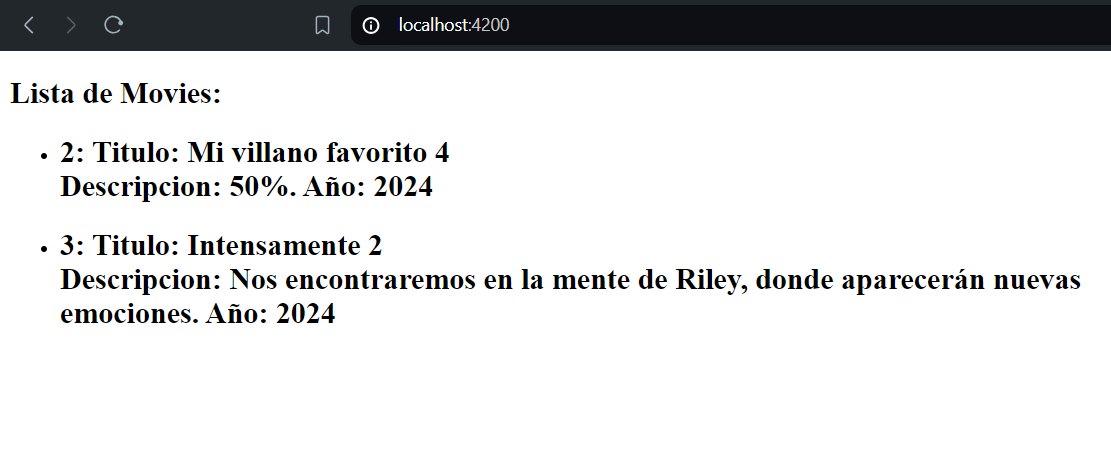 localhost:4200
Lista de Movies:
2: Titulo: Mi villano favorito 4
Descripcion: 50%. Año: 2024
3: Titulo: Intensamente 2
Descripcion: Nos encontraremos en la mente de Riley, donde aparecerán nuevas
emociones. Año: 2024